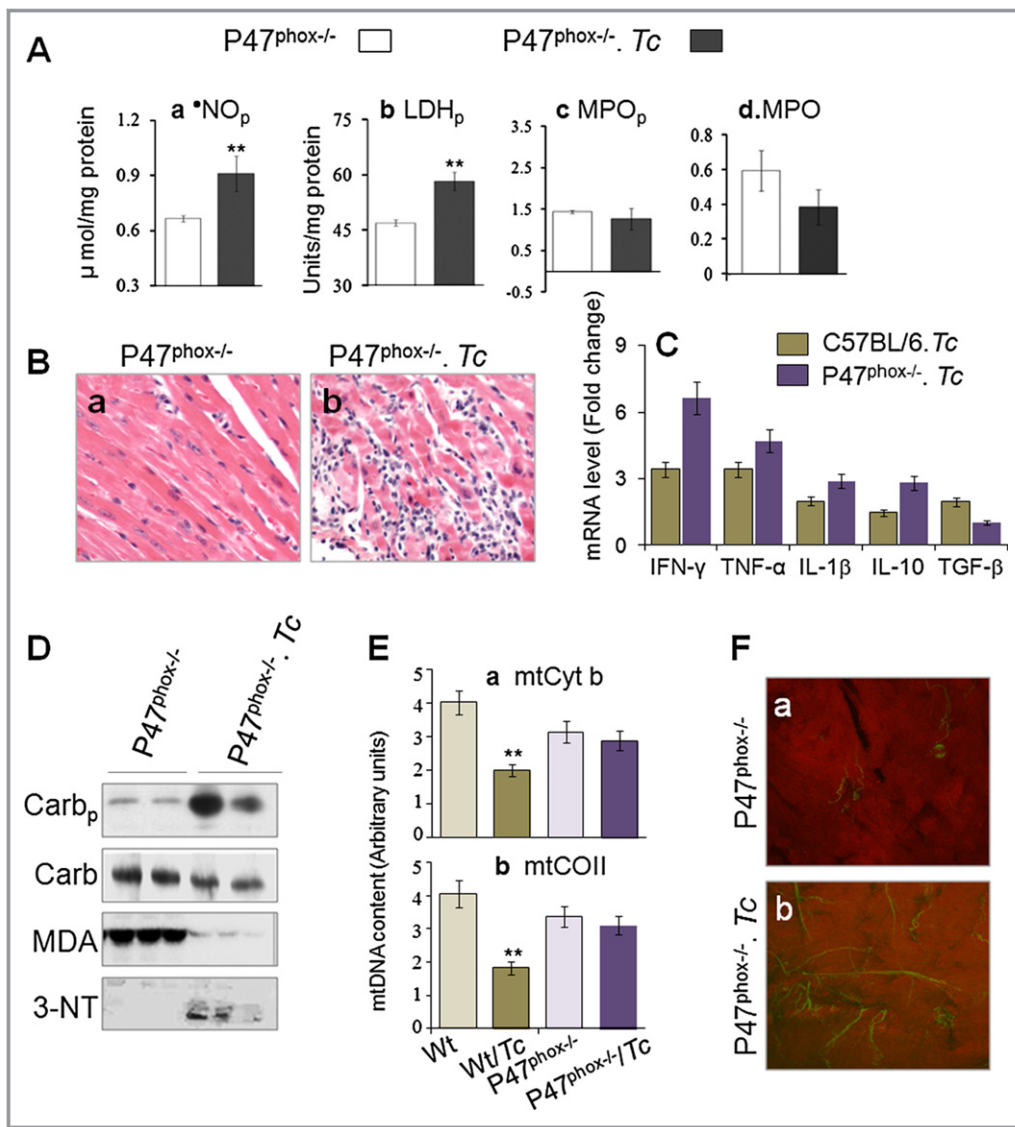 A
P47phox-/-
P47phox-/-. Tc
a •NOp
b LDHp
c MPOp
d.MPO
µ mol/mg protein
1.2
0.9
0.6
0.3
**
Units/mg protein
75
60
45
30
**
3.5
1.5
-0.5
0.8
0.6
0.4
0.2
0
B
P47phox-/-
P47phox-/-. Tc
a
b
C
C57BL/6.Tc
P47phox-/-. Tc
mRNA level (Fold change)
9
6
3
0
IFN-γ TNF-α IL-1β IL-10 TGF-β
D
P47phox-/-
P47phox-/-. Tc
Carbp
Carb
MDA
3-NT
E
mtDNA content (Arbitrary units)
a mtCyt b
5
4
3
2
1
0
**
b mtCOII
5
4
3
2
1
0
**
Wt
Wt/Tc
P47phox-/-
P47phox-/-/Tc
F
P47phox-/-
a
P47phox-/-. Tc
b